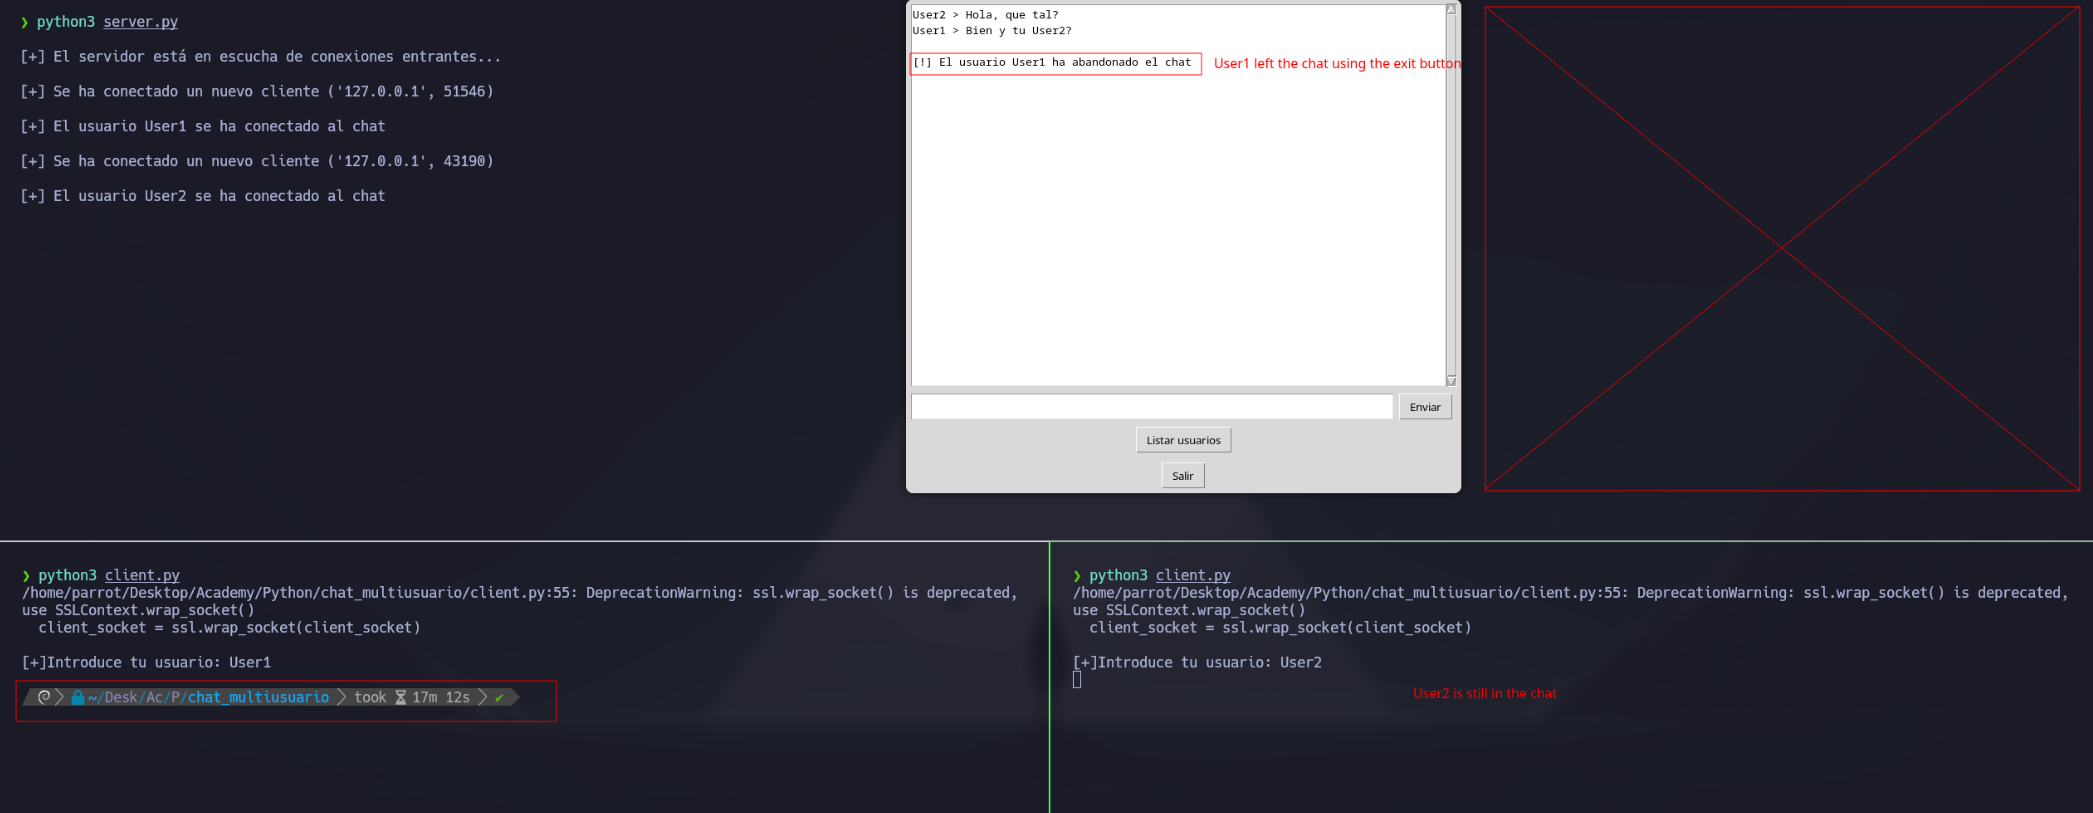 ❯ python3 server.py
[+] El servidor está en escucha de conexiones entrantes...
[+] Se ha conectado un nuevo cliente ('127.0.0.1', 51546)
[+] El usuario User1 se ha conectado al chat
[+] Se ha conectado un nuevo cliente ('127.0.0.1', 43190)
[+] El usuario User2 se ha conectado al chat
User2 > Hola, que tal?
User1 > Bien y tu User2?
[!] El usuario User1 ha abandonado el chat
User1 left the chat using the exit button
Enviar
Listar usuarios
Salir
❯ python3 client.py
/home/parrot/Desktop/Academy/Python/chat_multiusuario/client.py:55: DeprecationWarning: ssl.wrap_socket() is deprecated,
use SSLContext.wrap_socket()
client_socket = ssl.wrap_socket(client_socket)
[+]Introduce tu usuario: User1
~/Desk/Ac/P/chat_multiusuario took 17m 12s ✔
❯ python3 client.py
/home/parrot/Desktop/Academy/Python/chat_multiusuario/client.py:55: DeprecationWarning: ssl.wrap_socket() is deprecated,
use SSLContext.wrap_socket()
client_socket = ssl.wrap_socket(client_socket)
[+]Introduce tu usuario: User2
User2 is still in the chat